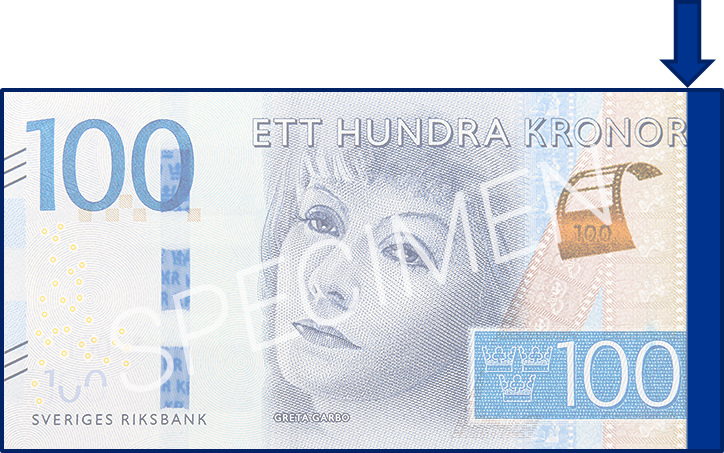 100
ETT HUNDRA KRONOR
SPECIMEN
100
100
SVERIGES RIKSBANK
GRETA GARBO